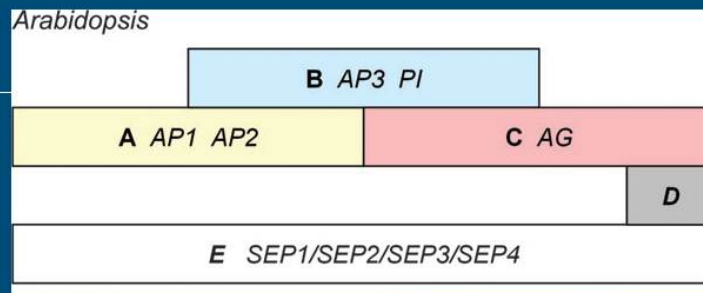 Arabidopsis
B AP3 PI
A AP1 AP2
C AG
D
E SEP1/SEP2/SEP3/SEP4